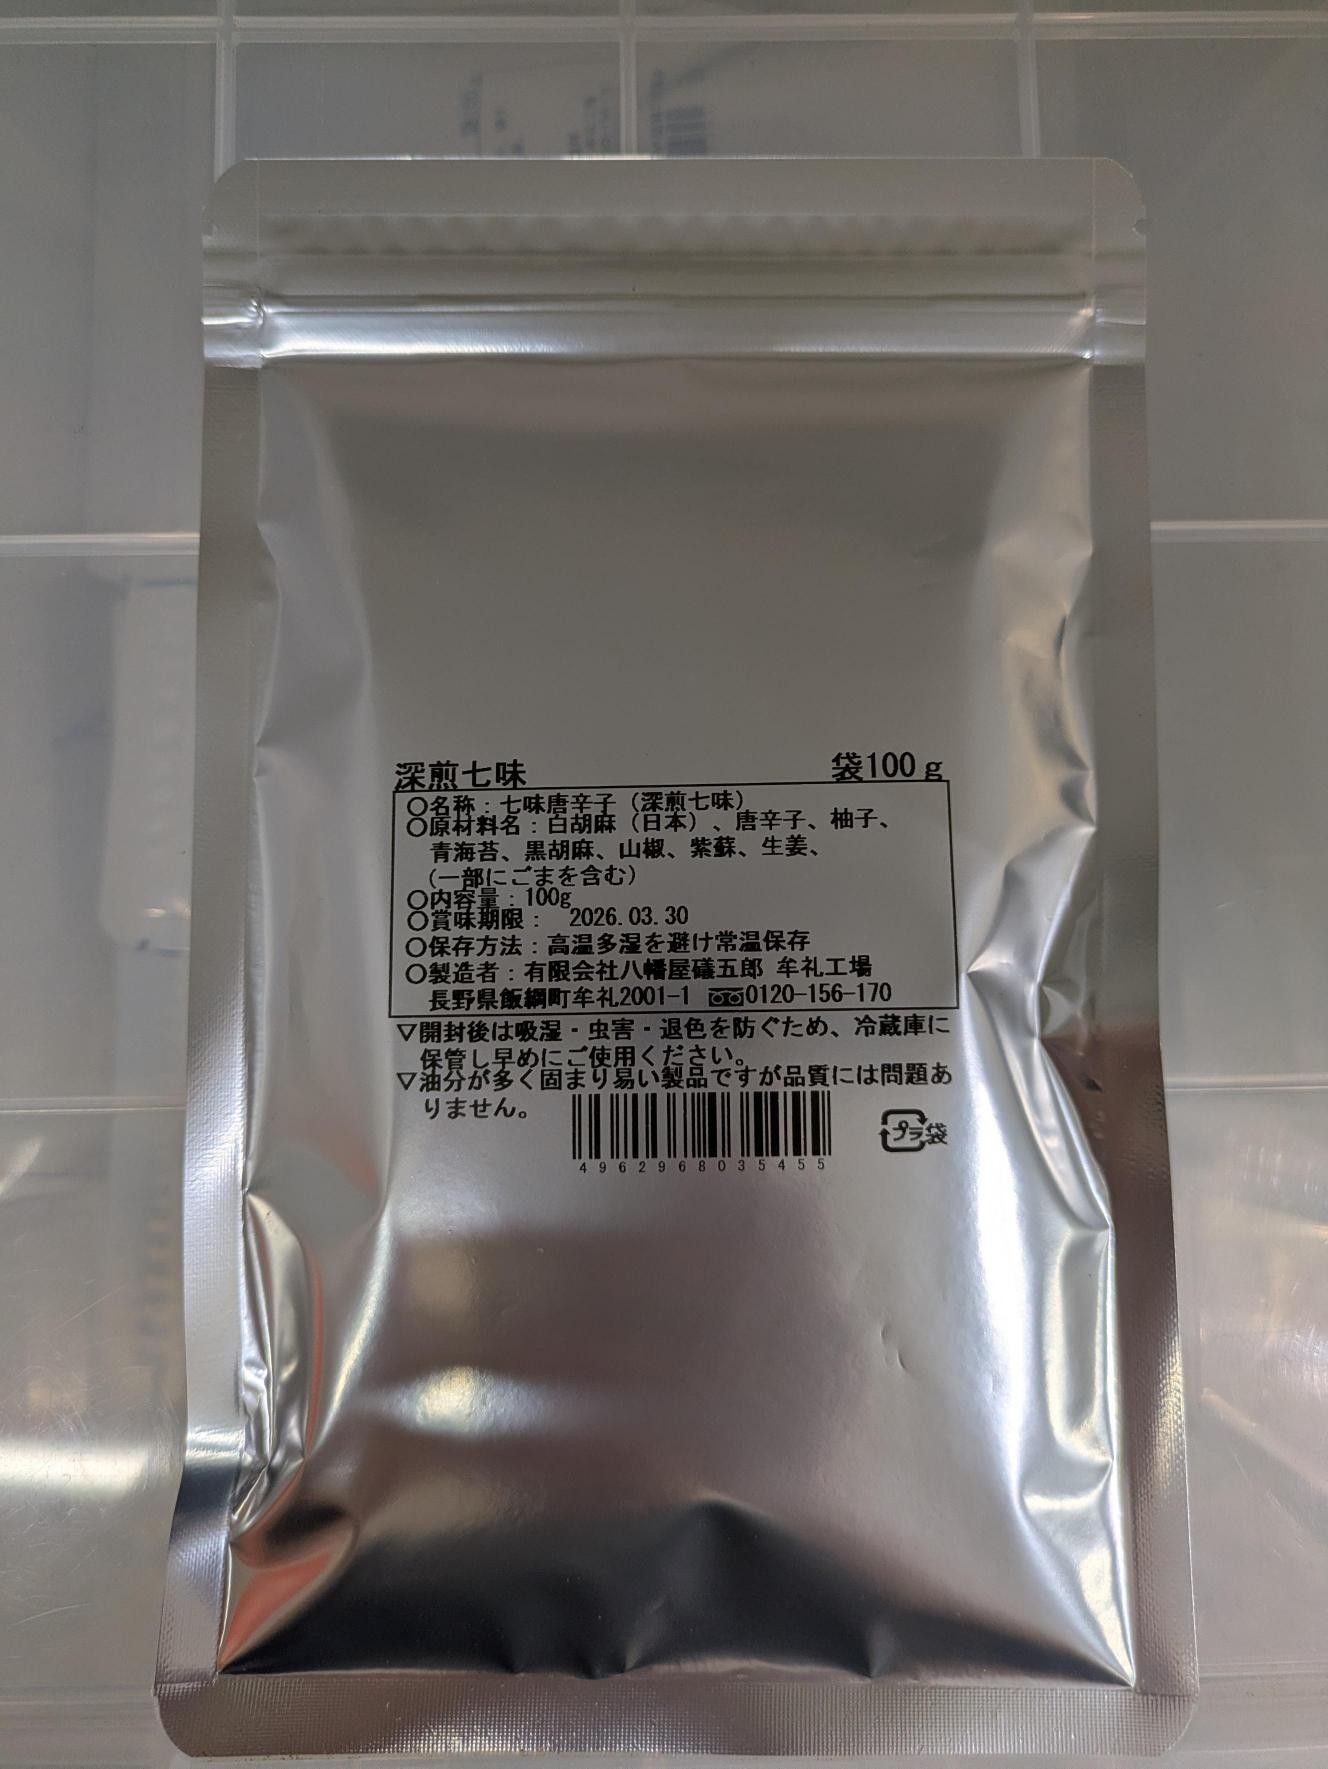 深煎七味 袋100ｇ
○名称：七味唐辛子（深煎七味）
○原材料名：白胡麻（日本）、唐辛子、柚子、
青海苔、黒胡麻、山椒、紫蘇、生姜、
（一部にごまを含む）
○内容量：100g
○賞味期限： 2026.03.30
○保存方法：高温多湿を避け常温保存
○製造者：有限会社八幡屋礒五郎 牟礼工場
長野県飯綱町牟礼2001-1 0120-156-170
▽開封後は吸湿・虫害・退色を防ぐため、冷蔵庫に
保管し早めにご使用ください。
▽油分が多く固まり易い製品ですが品質には問題あ
りません。
4962968035455
プラ 袋